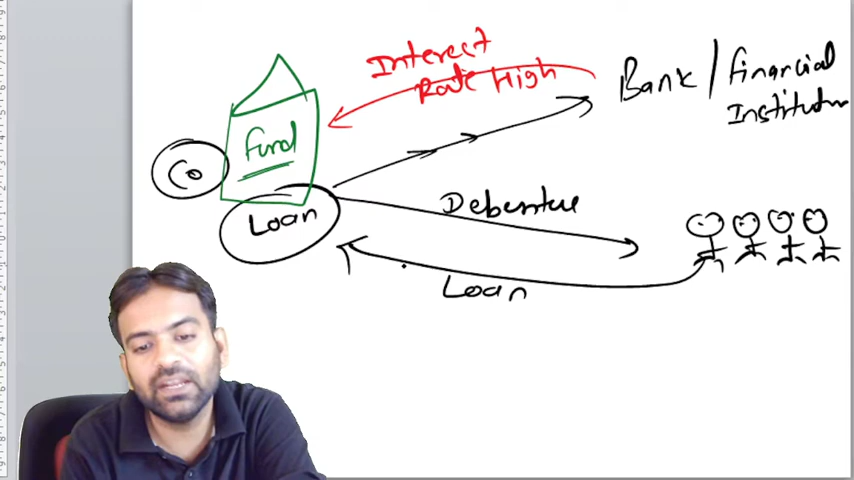 Interest
Rate High
Bank / financial
Institution
fund
Co
Loan
Debenture
Loan